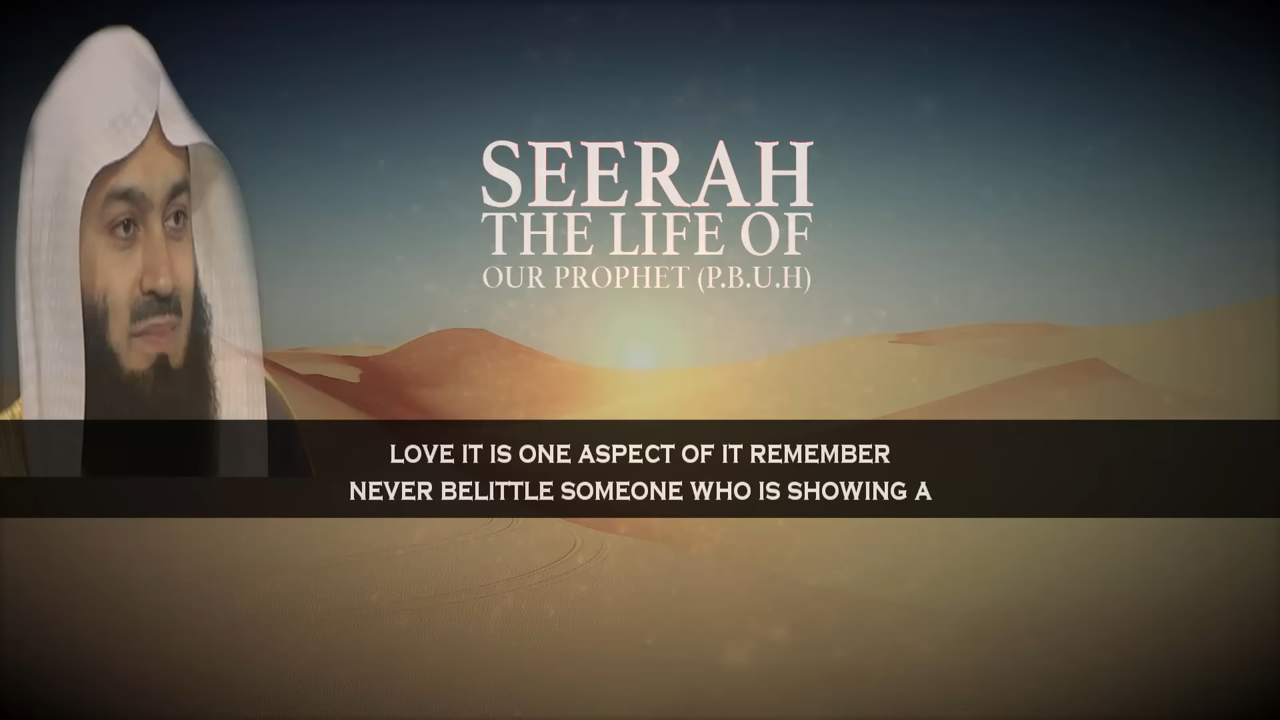 SEERAH
THE LIFE OF
OUR PROPHET (P.B.U.H)
LOVE IT IS ONE ASPECT OF IT REMEMBER
NEVER BELITTLE SOMEONE WHO IS SHOWING A